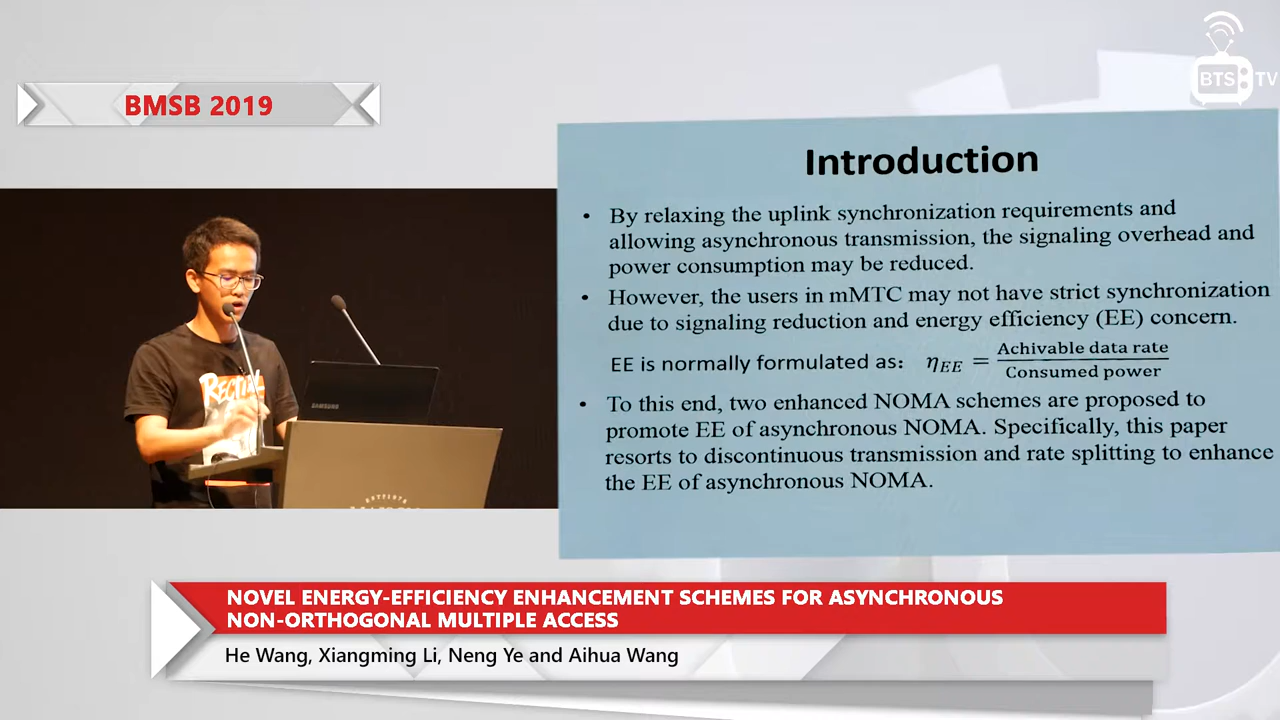 BTS TV
BMSB 2019
Introduction
• By relaxing the uplink synchronization requirements and
allowing asynchronous transmission, the signaling overhead and
power consumption may be reduced.
• However, the users in mMTC may not have strict synchronization
due to signaling reduction and energy efficiency (EE) concern.
EE is normally formulated as: η_EE = Achivable data rate / Consumed power
• To this end, two enhanced NOMA schemes are proposed to
promote EE of asynchronous NOMA. Specifically, this paper
resorts to discontinuous transmission and rate splitting to enhance
the EE of asynchronous NOMA.
SAMSUNG
NOVEL ENERGY-EFFICIENCY ENHANCEMENT SCHEMES FOR ASYNCHRONOUS
NON-ORTHOGONAL MULTIPLE ACCESS
He Wang, Xiangming Li, Neng Ye and Aihua Wang